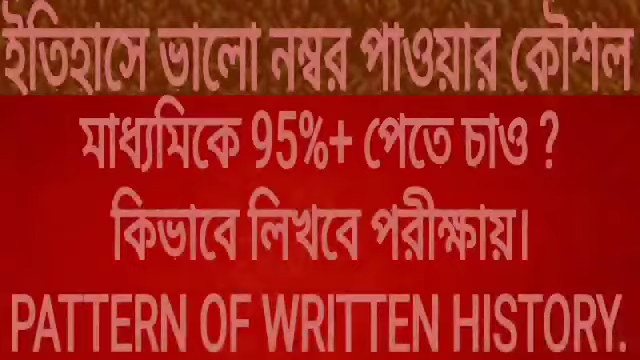 ইতিহাসে ভালো নম্বর পাওয়ার কৌশল
মাধ্যমিকে 95%+ পেতে চাও ?
কিভাবে লিখবে পরীক্ষায়।
PATTERN OF WRITTEN HISTORY.